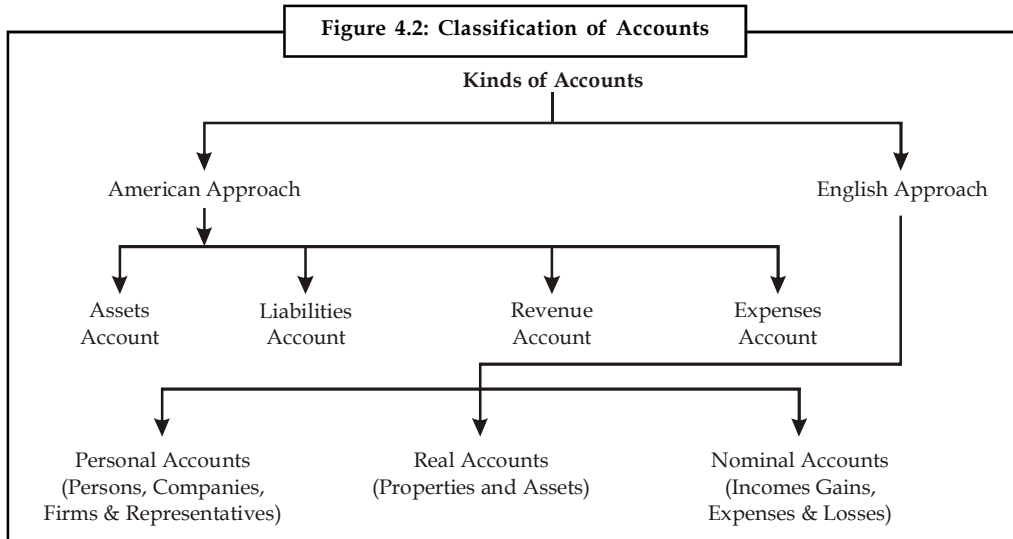 Figure 4.2: Classification of Accounts
Kinds of Accounts
American Approach
English Approach
Assets
Account
Liabilities
Account
Revenue
Account
Expenses
Account
Personal Accounts
(Persons, Companies,
Firms & Representatives)
Real Accounts
(Properties and Assets)
Nominal Accounts
(Incomes Gains,
Expenses & Losses)